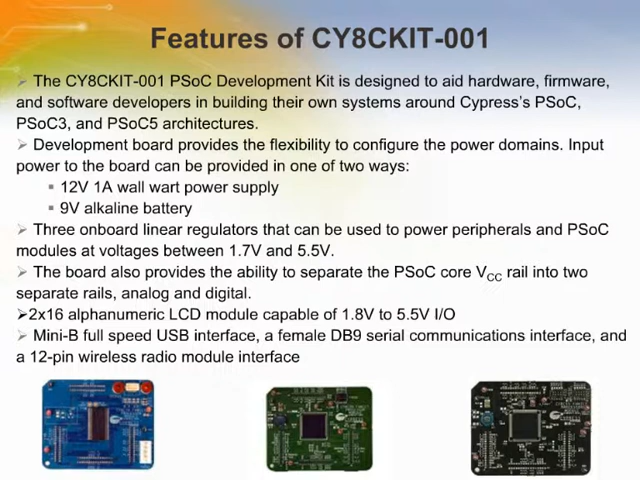 Features of CY8CKIT-001
➢ The CY8CKIT-001 PSoC Development Kit is designed to aid hardware, firmware,
and software developers in building their own systems around Cypress's PSoC,
PSoC3, and PSoC5 architectures.
➢ Development board provides the flexibility to configure the power domains. Input
power to the board can be provided in one of two ways:
▪ 12V 1A wall wart power supply
▪ 9V alkaline battery
➢ Three onboard linear regulators that can be used to power peripherals and PSoC
modules at voltages between 1.7V and 5.5V.
➢ The board also provides the ability to separate the PSoC core VCC rail into two
separate rails, analog and digital.
➢2x16 alphanumeric LCD module capable of 1.8V to 5.5V I/O
➢ Mini-B full speed USB interface, a female DB9 serial communications interface, and
a 12-pin wireless radio module interface